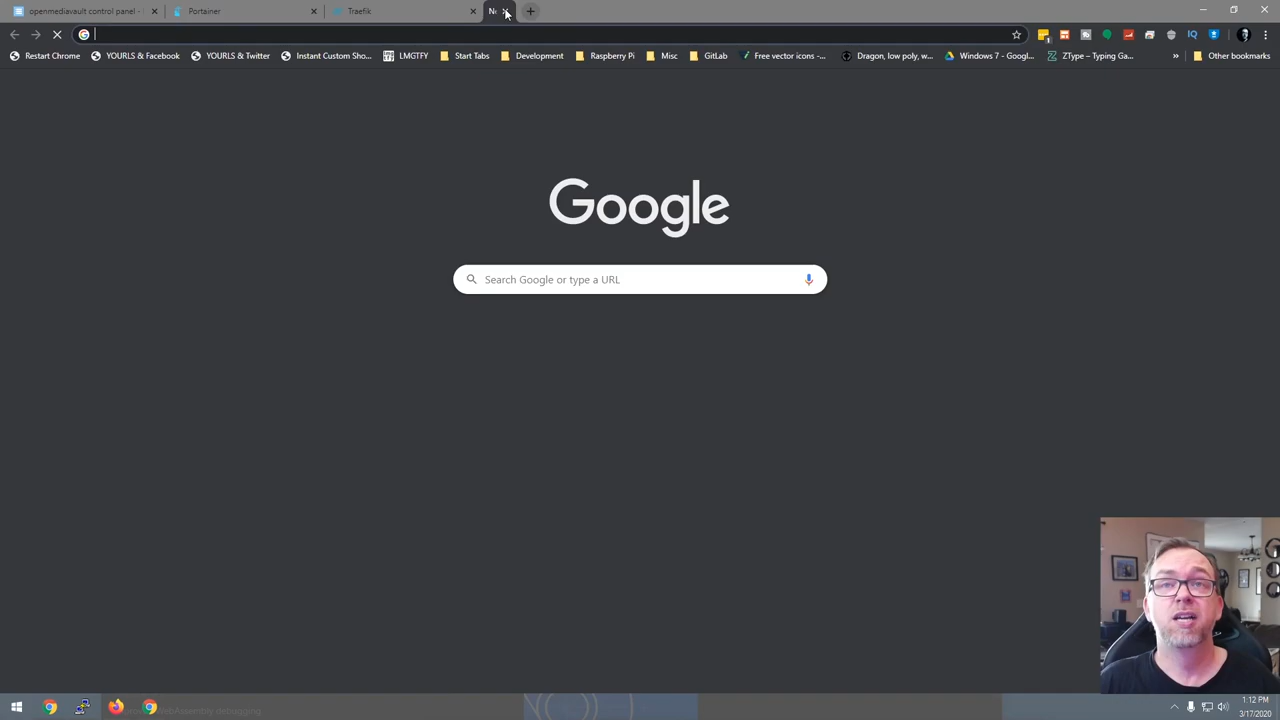 openmediavault control panel -
Portainer
Traefik
Restart Chrome
YOURLS & Facebook
YOURLS & Twitter
Instant Custom Sho...
LMGTFY
Start Tabs
Development
Raspberry Pi
Misc
GitLab
Free vector icons -...
Dragon, low poly, w...
Windows 7 - Googl...
ZType – Typing Ga...
»
Other bookmarks
Google
Search Google or type a URL
1:12 PM
3/17/2020